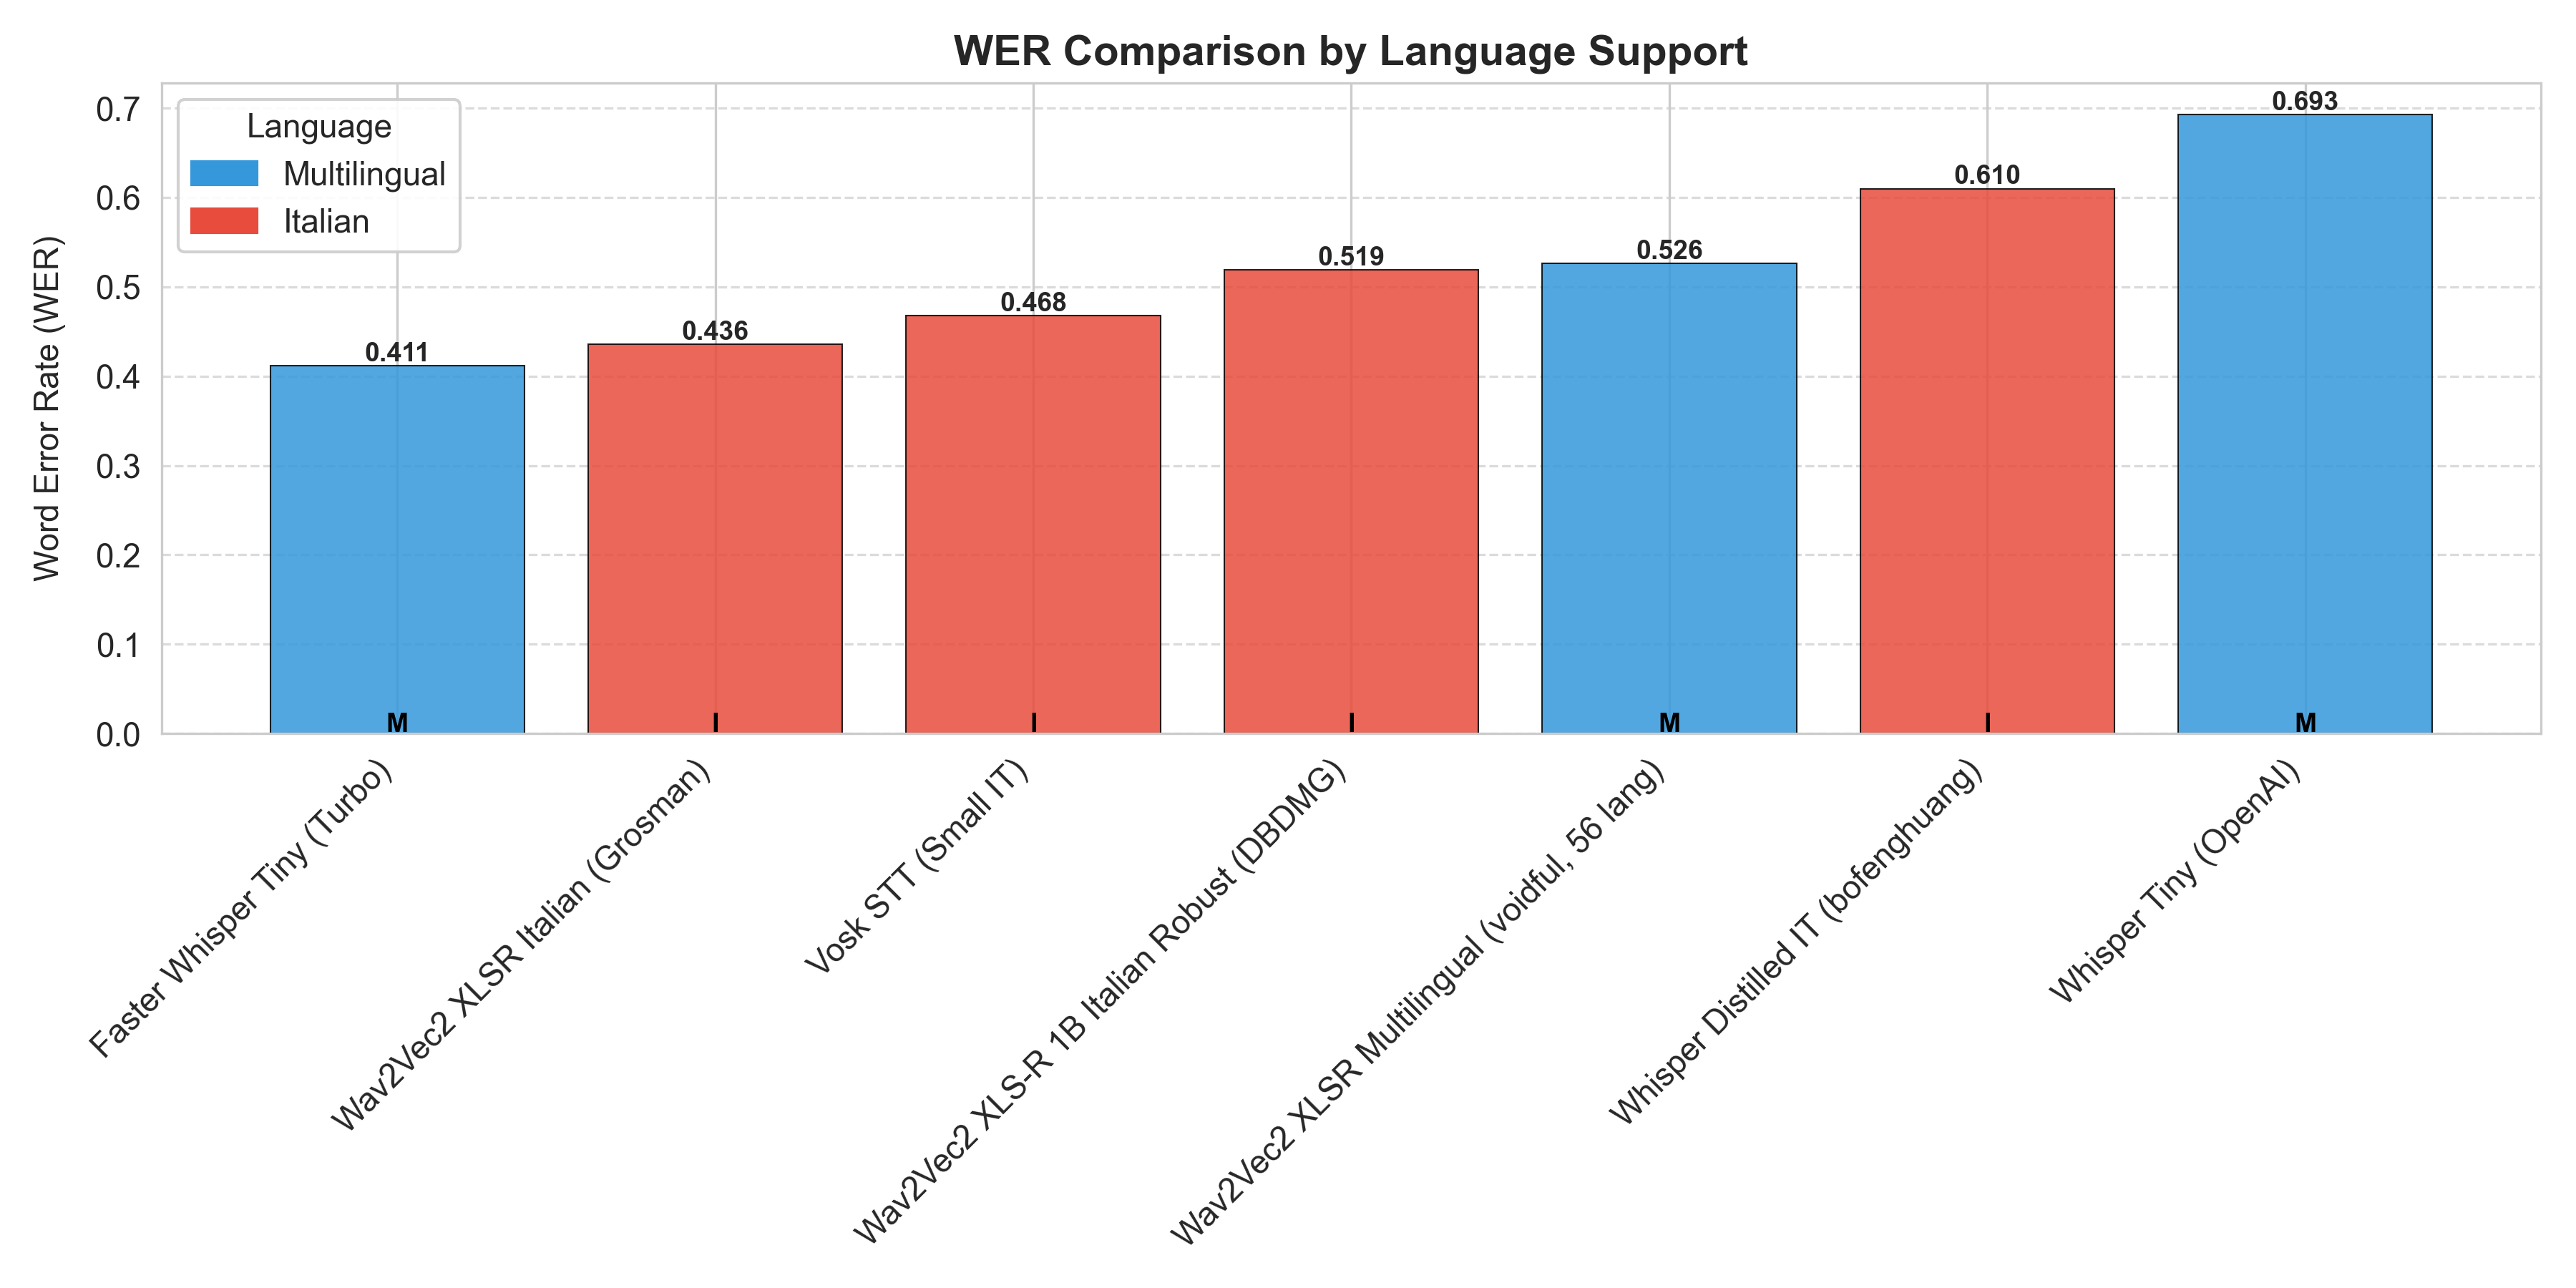 WER Comparison by Language Support
Language
Multilingual
Italian
Word Error Rate (WER)
0.7
0.6
0.5
0.4
0.3
0.2
0.1
0.0
0.411
0.436
0.468
0.519
0.526
0.610
0.693
M
I
I
I
M
I
M
Faster Whisper Tiny (Turbo)
Wav2Vec2 XLSR Italian (Grosman)
Vosk STT (Small IT)
Wav2Vec2 XLS-R 1B Italian Robust (DBDMG)
Wav2Vec2 XLSR Multilingual (voidful, 56 lang)
Whisper Distilled IT (bofenghuang)
Whisper Tiny (OpenAI)